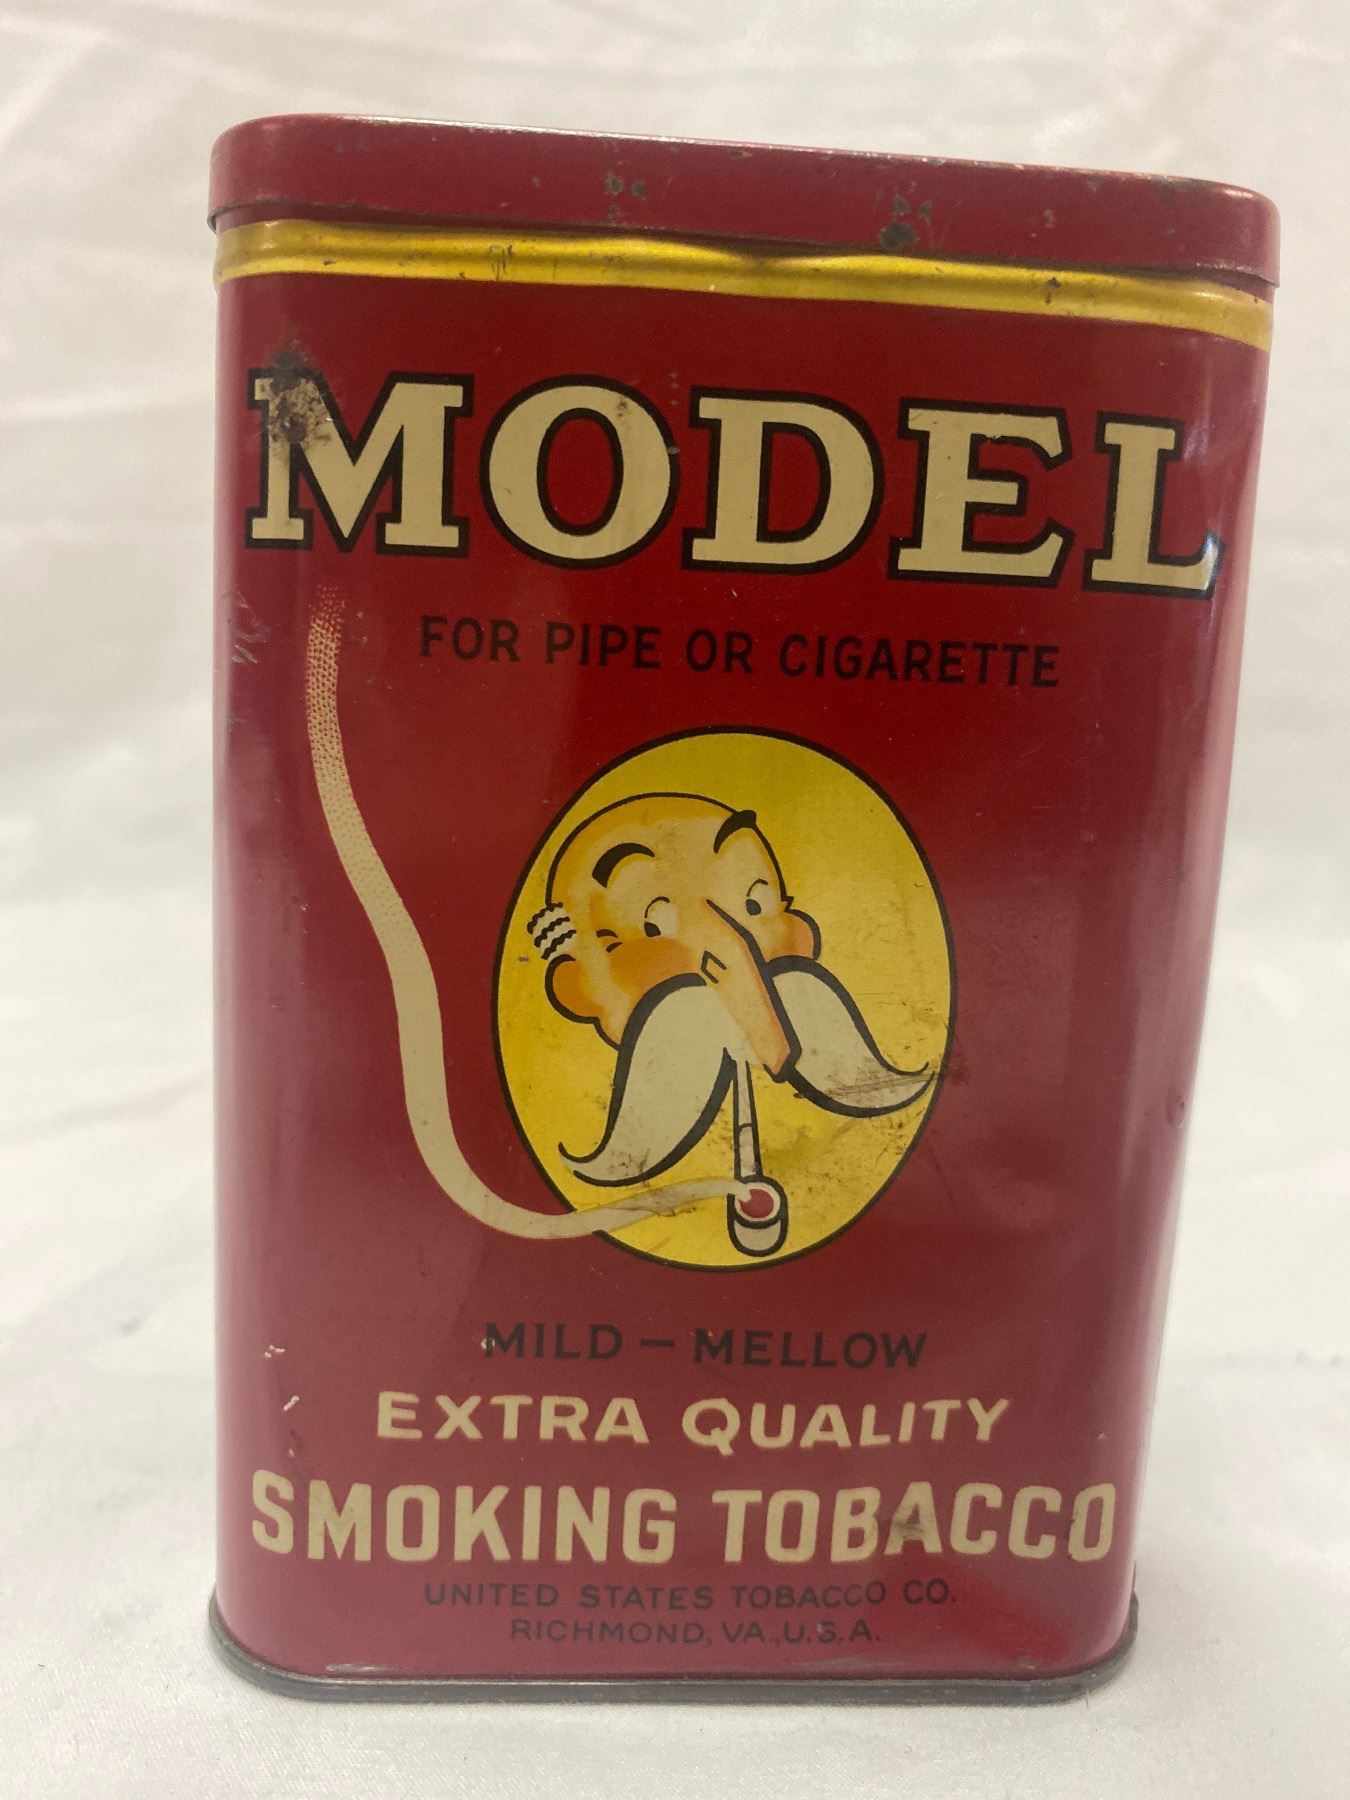 MODEL
FOR PIPE OR CIGARETTE
MILD — MELLOW
EXTRA QUALITY
SMOKING TOBACCO
UNITED STATES TOBACCO CO.
RICHMOND, VA., U.S.A.